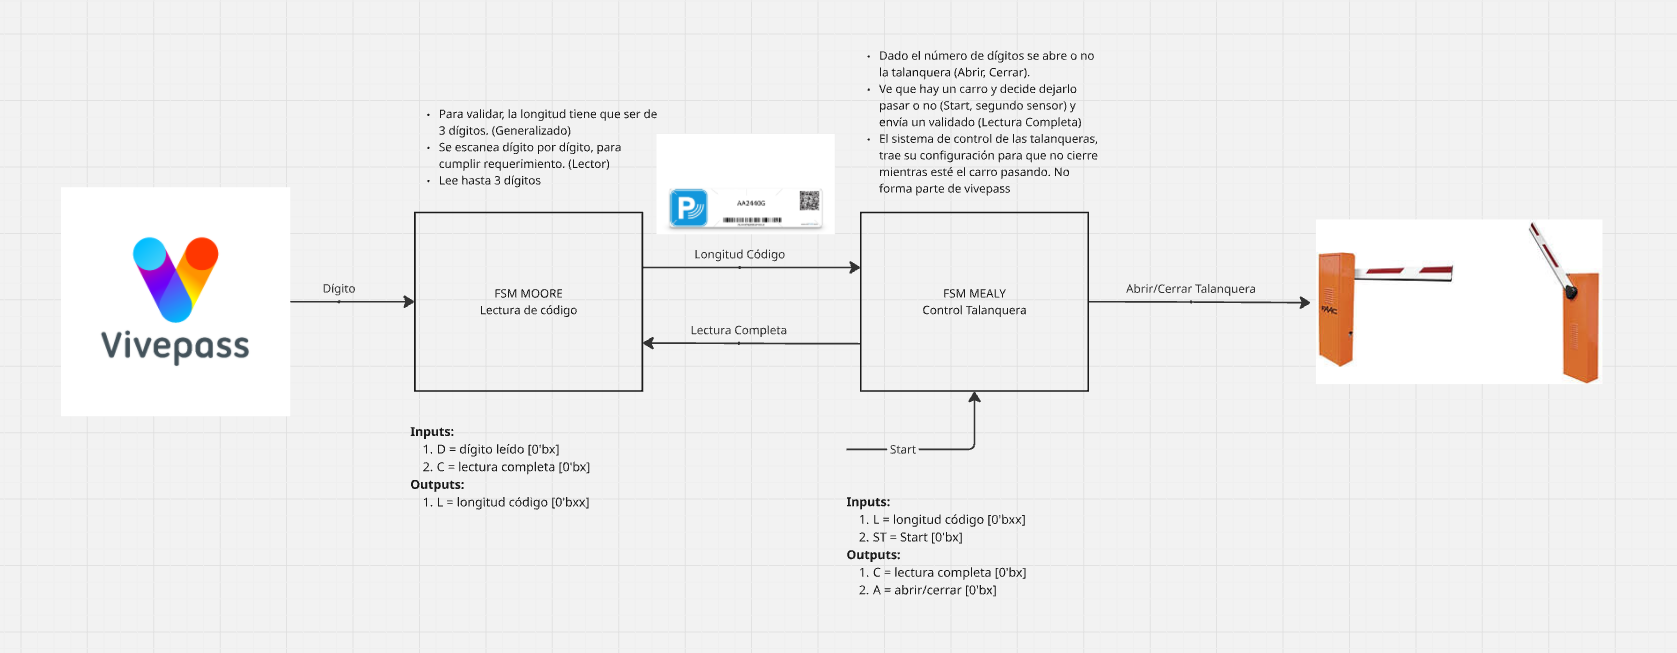 Vivepass
Dígito
• Para validar, la longitud tiene que ser de
3 dígitos. (Generalizado)
• Se escanea dígito por dígito, para
cumplir requerimiento. (Lector)
• Lee hasta 3 dígitos
FSM MOORE
Lectura de código
Inputs:
1. D = dígito leído [0'bx]
2. C = lectura completa [0'bx]
Outputs:
1. L = longitud código [0'bxx]
P
AA2440G
Longitud Código
Lectura Completa
• Dado el número de dígitos se abre o no
la talanquera (Abrir, Cerrar).
• Ve que hay un carro y decide dejarlo
pasar o no (Start, segundo sensor) y
envía un validado (Lectura Completa)
• El sistema de control de las talanqueras,
trae su configuración para que no cierre
mientras esté el carro pasando. No
forma parte de vivepass
FSM MEALY
Control Talanquera
Start
Inputs:
1. L = longitud código [0'bxx]
2. ST = Start [0'bx]
Outputs:
1. C = lectura completa [0'bx]
2. A = abrir/cerrar [0'bx]
Abrir/Cerrar Talanquera